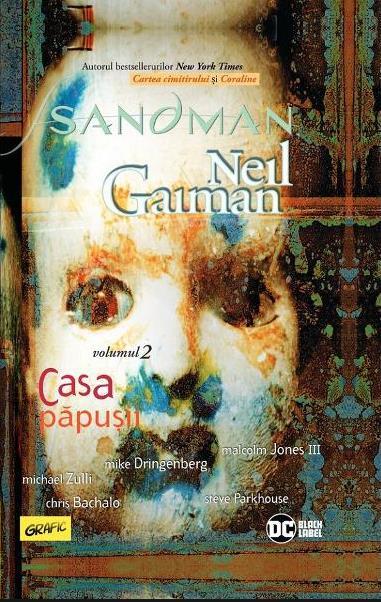 Autorul bestsellerurilor New York Times
Cartea cimitirului și Coraline
SANDMAN
Neil
Gaiman
volumul 2
Casa
păpușii
malcolm Jones III
mike Dringenberg
michael Zulli
chris Bachalo
steve Parkhouse
GRAFIC
DC
BLACK
LABEL